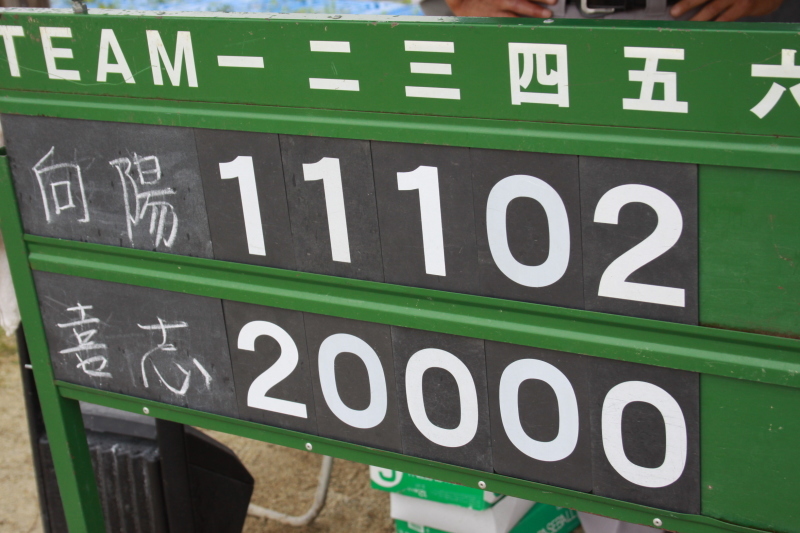 TEAM 一 二 三 四 五 六
向陽 1 1 1 0 2
喜志 2 0 0 0 0